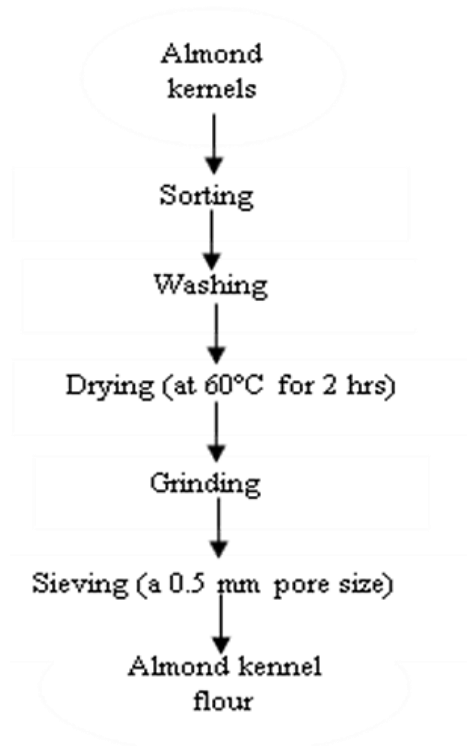 Almond
kernels
Sorting
Washing
Drying (at 60°C for 2 hrs)
Grinding
Sieving (a 0.5 mm pore size)
Almond kennel
flour